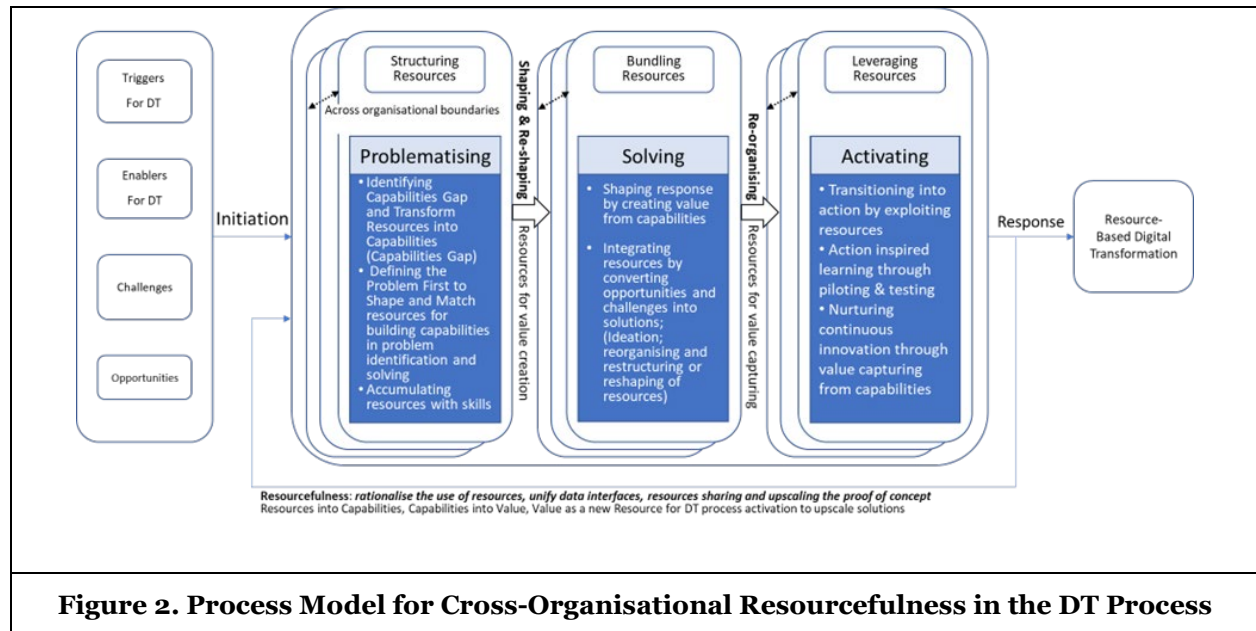 Triggers
For DT
Enablers
For DT
Challenges
Opportunities
Initiation
Structuring
Resources
Across organisational boundaries
Problematising
• Identifying
Capabilities Gap
and Transform
Resources into
Capabilities
(Capabilities Gap)
• Defining the
Problem First to
Shape and Match
resources for
building capabilities
in problem
identification and
solving
• Accumulating
resources with skills
Shaping & Re-shaping
Resources for value creation
Bundling
Resources
Solving
• Shaping response
by creating value
from capabilities
• Integrating
resources by
converting
opportunities and
challenges into
solutions;
(Ideation;
reorganising and
restructuring or
reshaping of
resources)
Re-organising
Resources for value capturing
Leveraging
Resources
Activating
• Transitioning into
action by exploiting
resources
• Action inspired
learning through
piloting & testing
• Nurturing
continuous
innovation through
value capturing
from capabilities
Response
Resource-
Based Digital
Transformation
Resourcefulness: rationalise the use of resources, unify data interfaces, resources sharing and upscaling the proof of concept
Resources into Capabilities, Capabilities into Value, Value as a new Resource for DT process activation to upscale solutions
Figure 2. Process Model for Cross-Organisational Resourcefulness in the DT Process